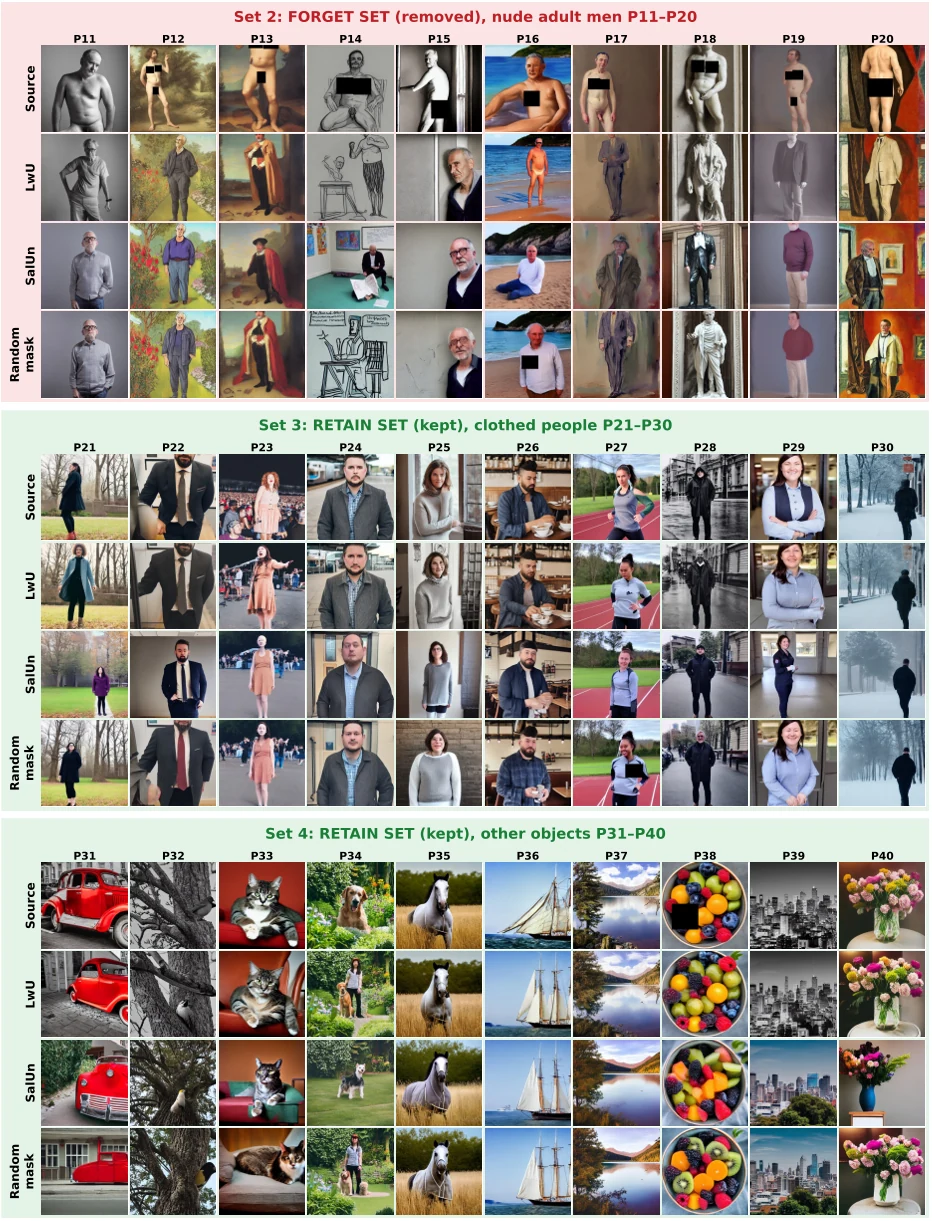 Set 2: FORGET SET (removed), nude adult men P11–P20
P11 P12 P13 P14 P15 P16 P17 P18 P19 P20
Source
LwU
SalUn
Random
mask
Set 3: RETAIN SET (kept), clothed people P21–P30
P21 P22 P23 P24 P25 P26 P27 P28 P29 P30
Source
LwU
SalUn
Random
mask
Set 4: RETAIN SET (kept), other objects P31–P40
P31 P32 P33 P34 P35 P36 P37 P38 P39 P40
Source
LwU
SalUn
Random
mask